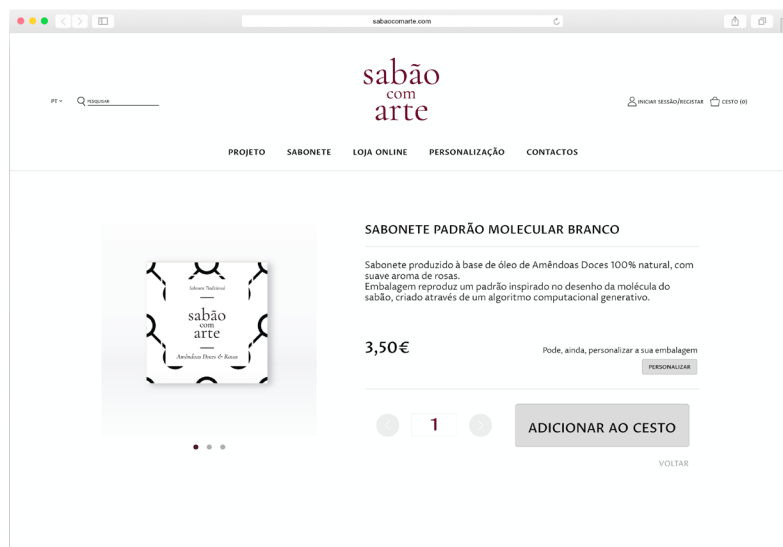 sabaocomarte.com
sabão
com
arte
PT
PESQUISAR
INICIAR SESSÃO/REGISTAR
CESTO (0)
PROJETO SABONETE LOJA ONLINE PERSONALIZAÇÃO CONTACTOS
Sabonete Tradicional
sabão
com
arte
Amêndoas Doces & Rosas
SABONETE PADRÃO MOLECULAR BRANCO
Sabonete produzido à base de óleo de Amêndoas Doces 100% natural, com
suave aroma de rosas.
Embalagem reproduz um padrão inspirado no desenho da molécula do
sabão, criado através de um algoritmo computacional generativo.
3,50€
Pode, ainda, personalizar a sua embalagem
PERSONALIZAR
1
ADICIONAR AO CESTO
VOLTAR